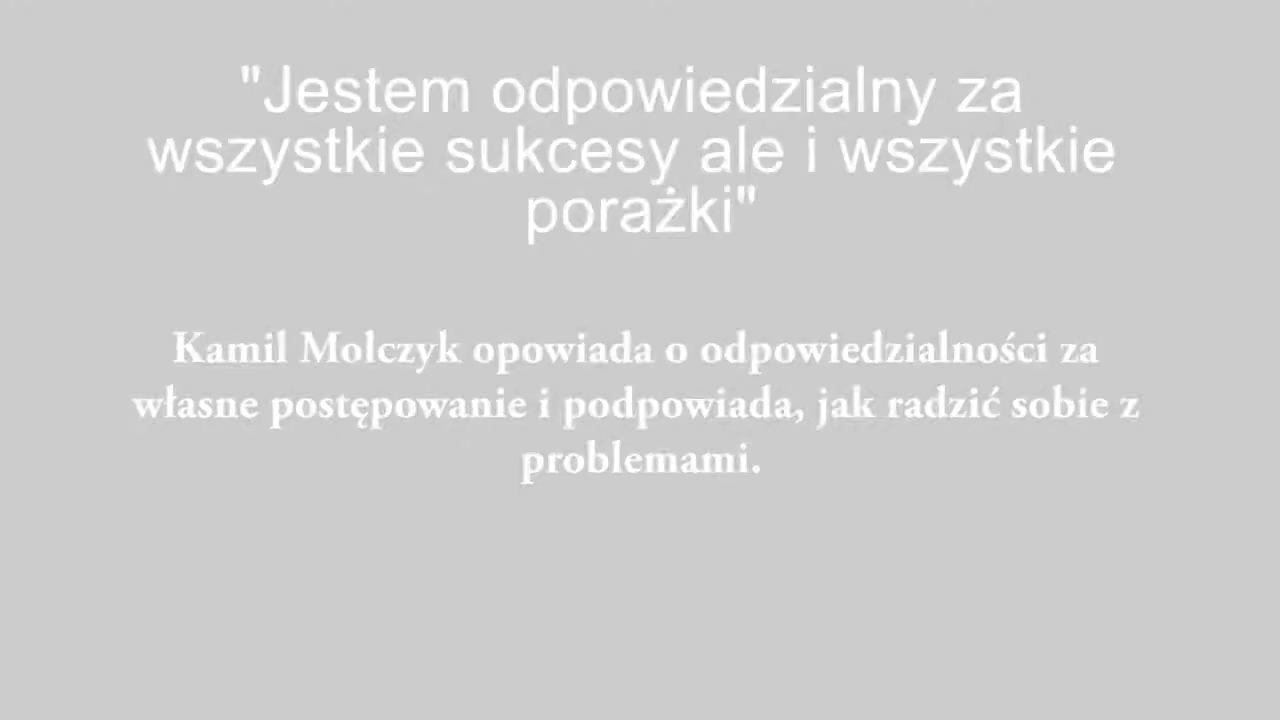 "Jestem odpowiedzialny za
wszystkie sukcesy ale i wszystkie
porażki"
Kamil Molczyk opowiada o odpowiedzialności za
własne postępowanie i podpowiada, jak radzić sobie z
problemami.